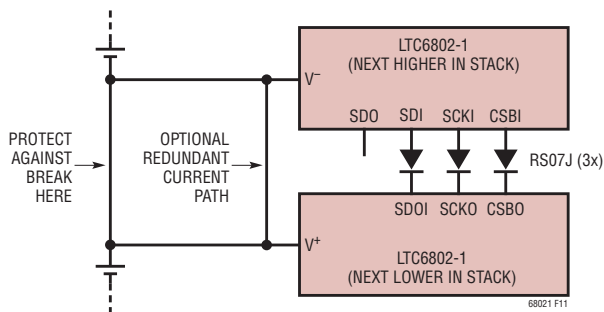 LTC6802-1
(NEXT HIGHER IN STACK)
V⁻
SDO SDI SCKI CSBI
PROTECT
AGAINST
BREAK
HERE
OPTIONAL
REDUNDANT
CURRENT
PATH
RS07J (3x)
SDOI SCKO CSBO
V⁺
LTC6802-1
(NEXT LOWER IN STACK)
68021 F11